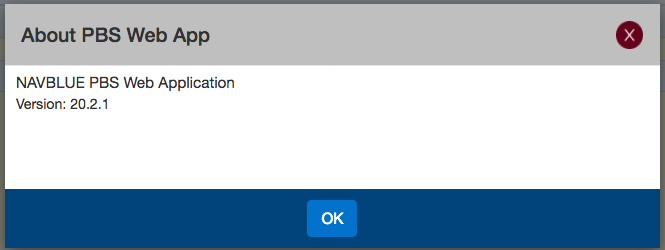 About PBS Web App
X
NAVBLUE PBS Web Application
Version: 20.2.1
OK